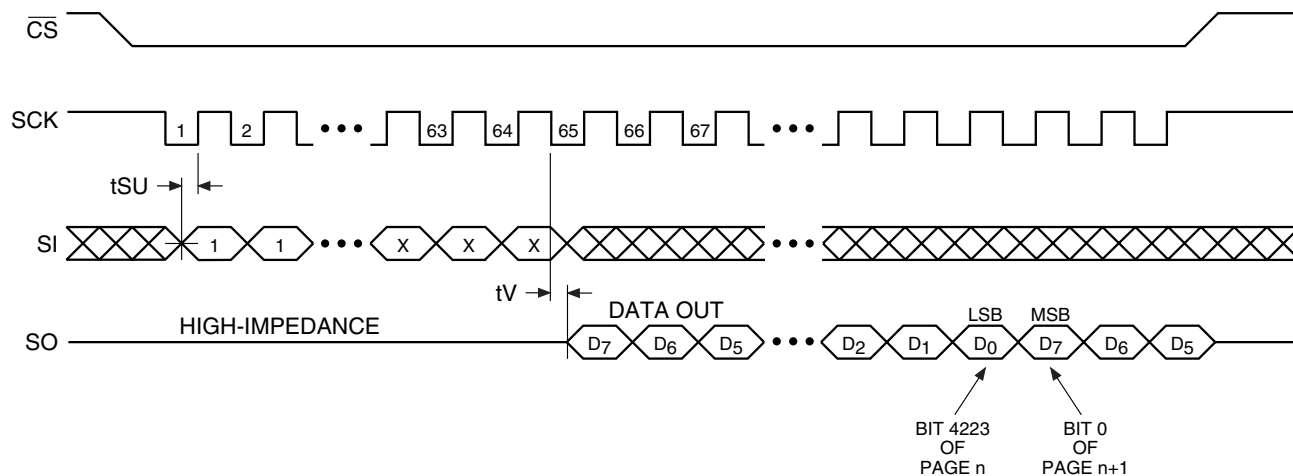 CS
SCK 1 2 • • • 63 64 65 66 67 • • •
tSU
SI 1 1 • • • X X X • • •
tV
HIGH-IMPEDANCE DATA OUT LSB MSB
SO D7 D6 D5 • • • D2 D1 D0 D7 D6 D5
BIT 4223
OF
PAGE n
BIT 0
OF
PAGE n+1